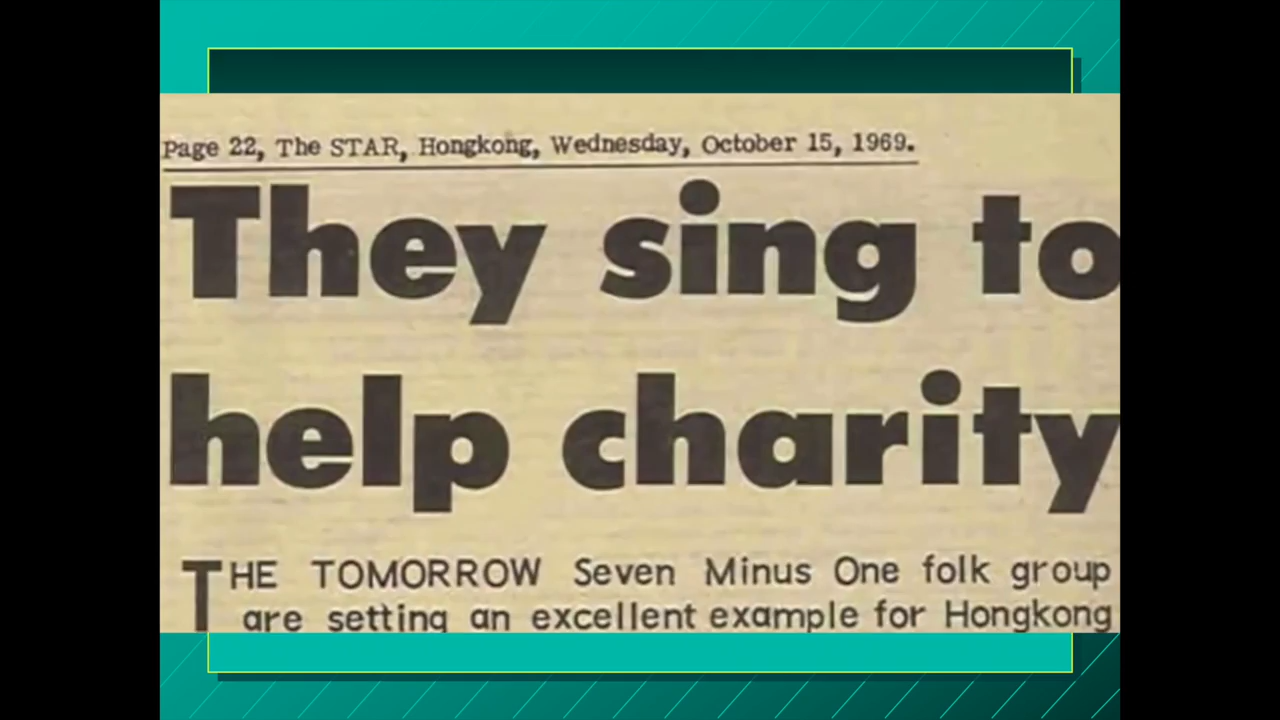 Page 22, The STAR, Hongkong, Wednesday, October 15, 1969.
They sing to
help charity
THE TOMORROW Seven Minus One folk group
are setting an excellent example for Hongkong